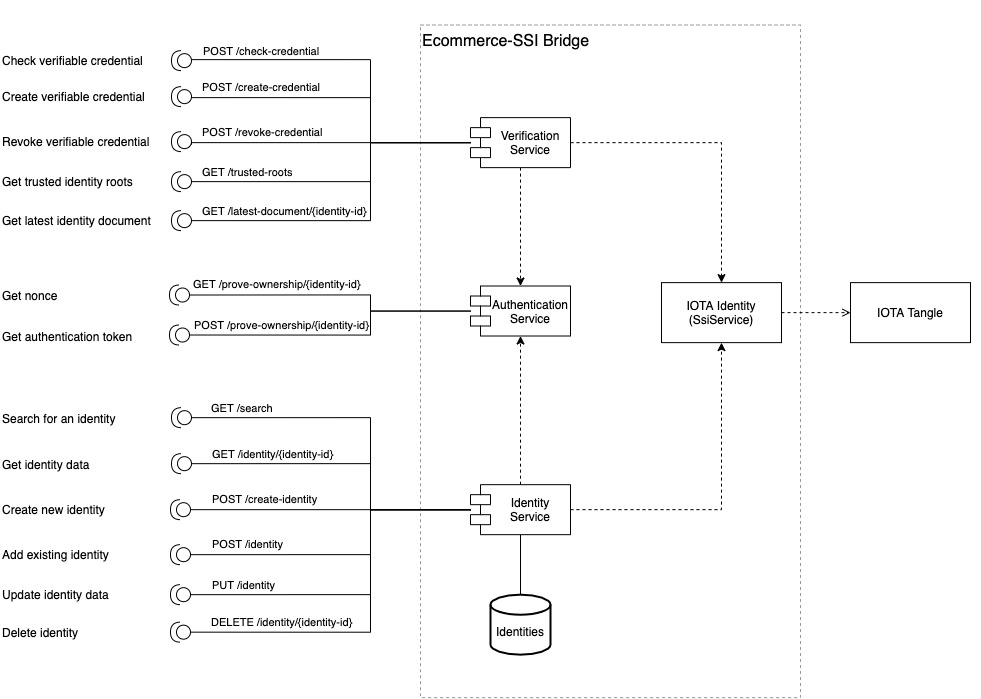 Ecommerce-SSI Bridge
Check verifiable credential
POST /check-credential
Create verifiable credential
POST /create-credential
Revoke verifiable credential
POST /revoke-credential
Get trusted identity roots
GET /trusted-roots
Get latest identity document
GET /latest-document/{identity-id}
Verification
Service
Get nonce
GET /prove-ownership/{identity-id}
Get authentication token
POST /prove-ownership/{identity-id}
Authentication
Service
IOTA Identity
(SsiService)
IOTA Tangle
Search for an identity
GET /search
Get identity data
GET /identity/{identity-id}
Create new identity
POST /create-identity
Add existing identity
POST /identity
Update identity data
PUT /identity
Delete identity
DELETE /identity/{identity-id}
Identity
Service
Identities